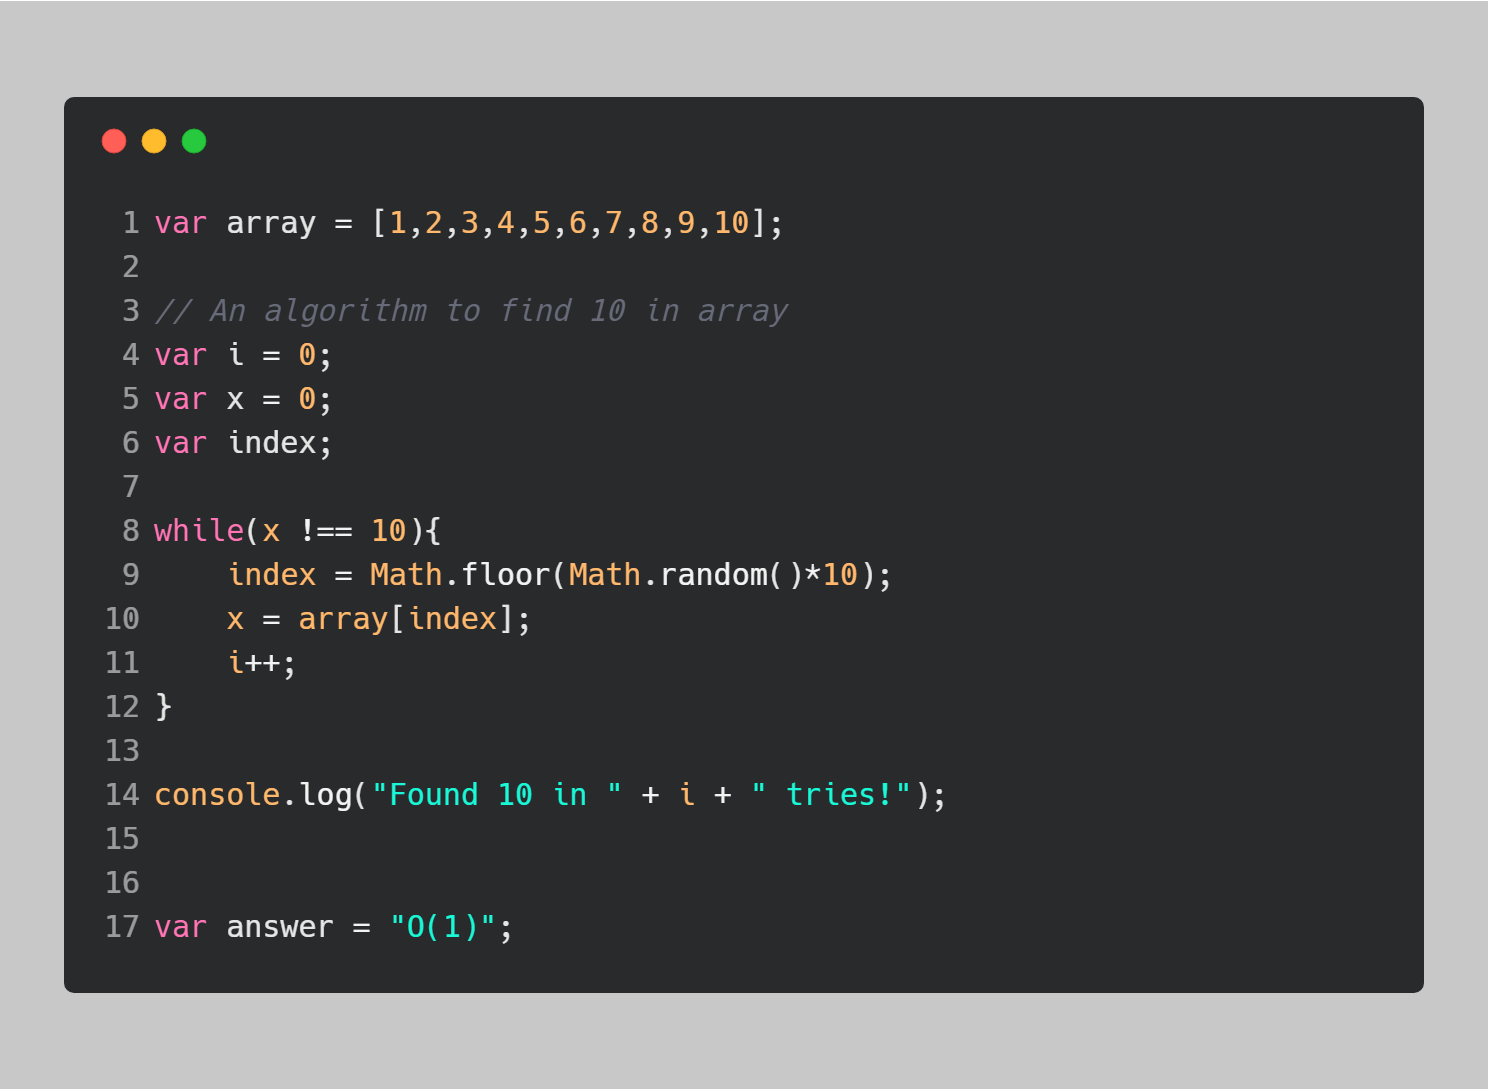 1 var array = [1,2,3,4,5,6,7,8,9,10];
2
3 // An algorithm to find 10 in array
4 var i = 0;
5 var x = 0;
6 var index;
7
8 while(x !== 10){
9     index = Math.floor(Math.random()*10);
10     x = array[index];
11     i++;
12 }
13
14 console.log("Found 10 in " + i + " tries!");
15
16
17 var answer = "O(1)";